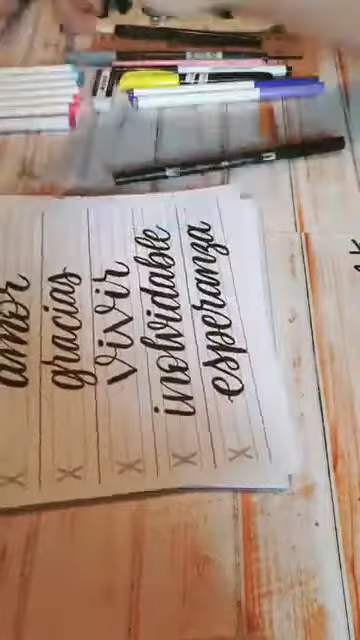 amor
x
gracias
x
vivir
x
inolvidable
x
esperanza
x